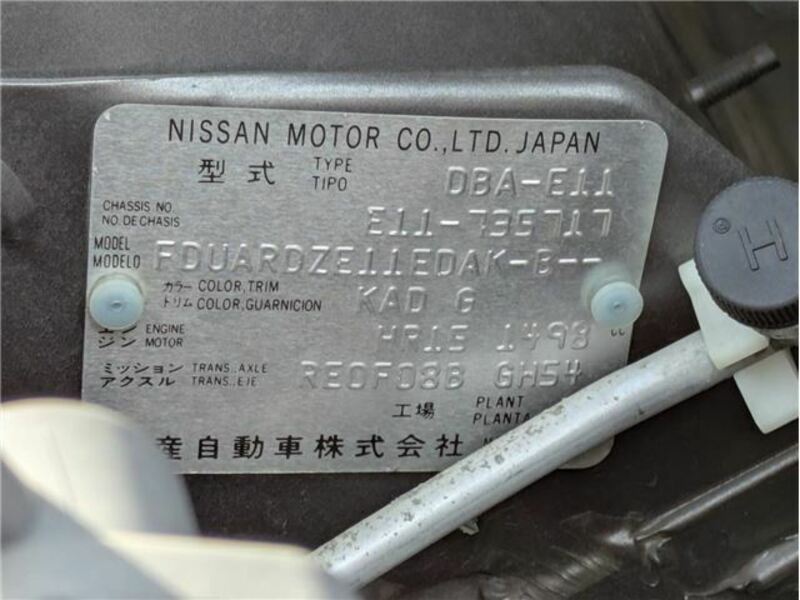 NISSAN MOTOR CO.,LTD. JAPAN
型式 TYPE TIPO DBA-E11
CHASSIS NO. NO. DE CHASIS E11-735717
MODEL MODELO FDUARDZE11EDAK-B--
カラー COLOR,TRIM トリム COLOR,GUARNICION KAD G
エンジン ENGINE MOTOR HR15 1498 cc
ミッション TRANS.,AXLE アクスル TRANS.,EJE RE0F08B GH54
工場 PLANT PLANTA
産自動車株式会社
H